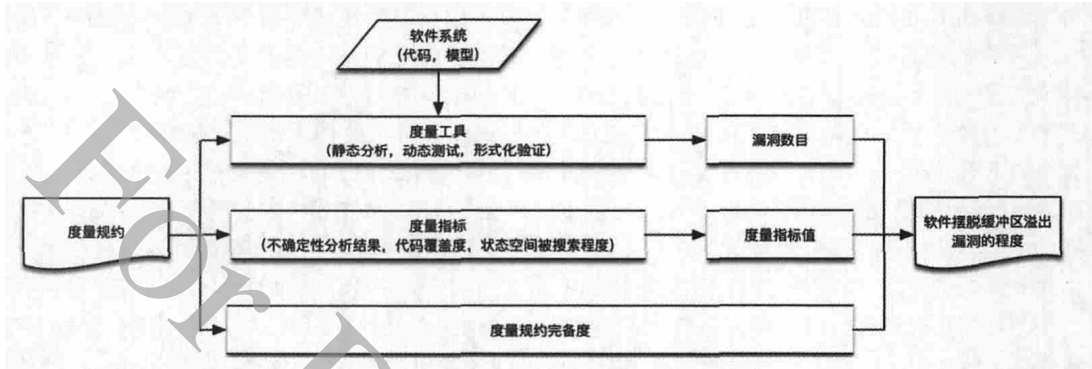 软件系统
(代码，模型)
度量工具
(静态分析，动态测试，形式化验证)
漏洞数目
度量规约
度量指标
(不确定性分析结果，代码覆盖度，状态空间被搜索程度)
度量指标值
软件摆脱缓冲区溢出
漏洞的程度
度量规约完备度
For